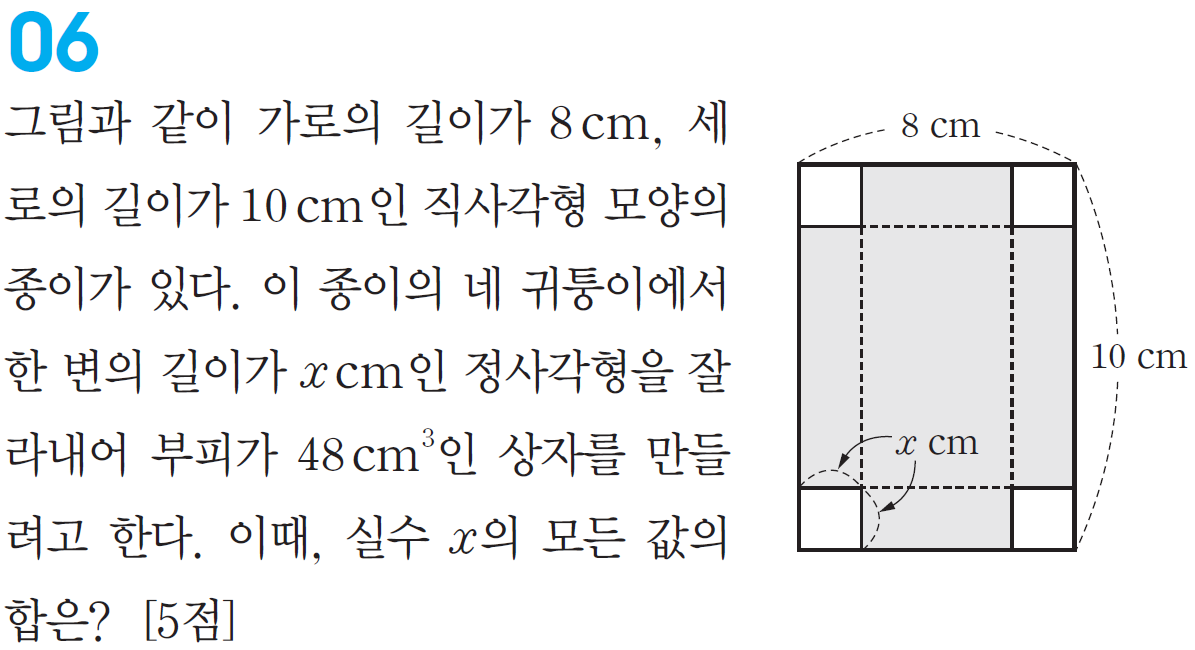 06
그림과 같이 가로의 길이가 8 cm, 세
로의 길이가 10 cm인 직사각형 모양의
종이가 있다. 이 종이의 네 귀퉁이에서
한 변의 길이가 x cm인 정사각형을 잘
라내어 부피가 48 cm³인 상자를 만들
려고 한다. 이때, 실수 x의 모든 값의
합은? [5점]
8 cm
10 cm
x cm